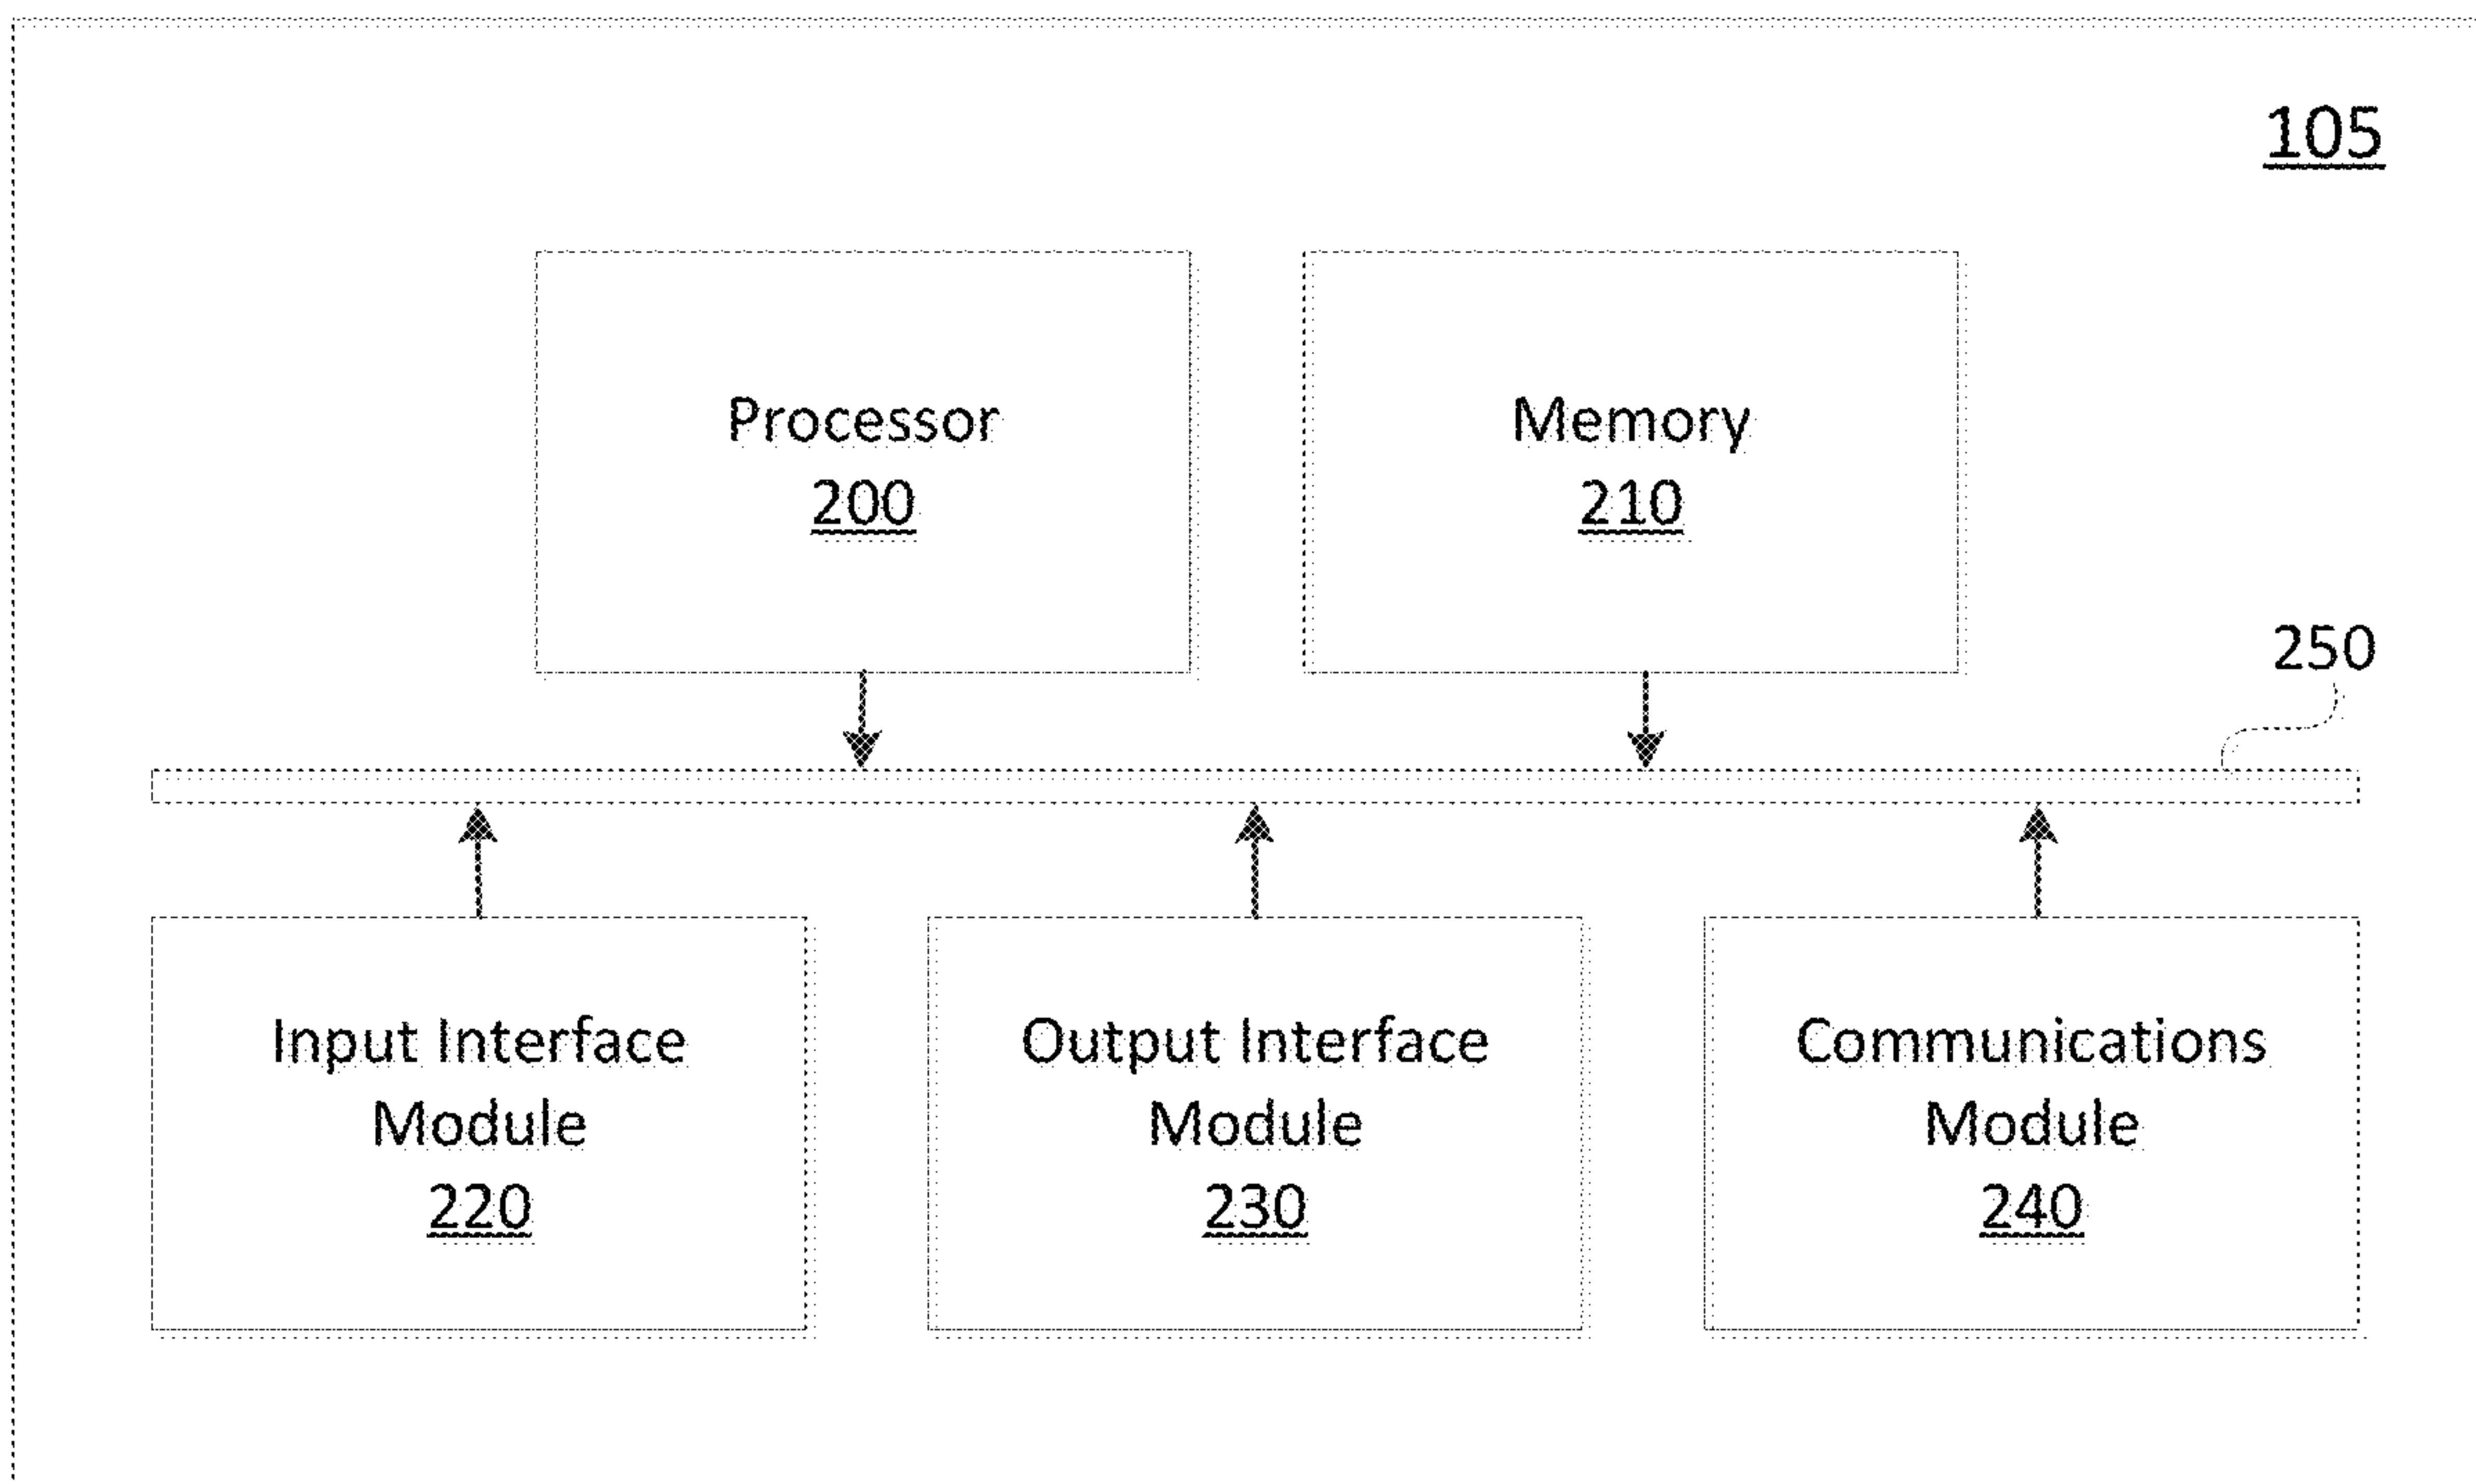 105
Processor
200
Memory
210
250
Input Interface
Module
220
Output Interface
Module
230
Communications
Module
240